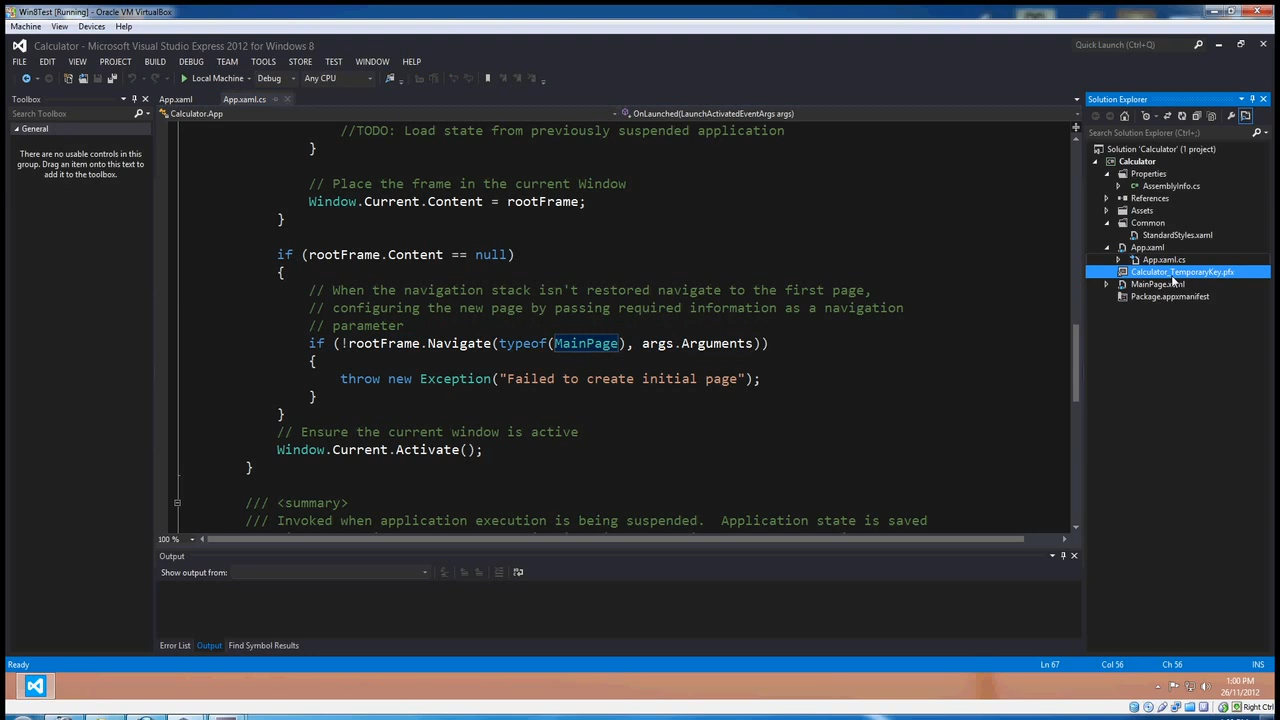 Win8Test [Running] - Oracle VM VirtualBox
Machine View Devices Help
Calculator - Microsoft Visual Studio Express 2012 for Windows 8
Quick Launch (Ctrl+Q)
FILE EDIT VIEW PROJECT BUILD DEBUG TEAM TOOLS STORE TEST WINDOW HELP
Local Machine Debug Any CPU
Toolbox
Search Toolbox
General
There are no usable controls in this
group. Drag an item onto this text to
add it to the toolbox.
App.xaml App.xaml.cs
Calculator.App OnLaunched(LaunchActivatedEventArgs args)
//TODO: Load state from previously suspended application
}
// Place the frame in the current Window
Window.Current.Content = rootFrame;
}
if (rootFrame.Content == null)
{
// When the navigation stack isn't restored navigate to the first page,
// configuring the new page by passing required information as a navigation
// parameter
if (!rootFrame.Navigate(typeof(MainPage), args.Arguments))
{
throw new Exception("Failed to create initial page");
}
}
// Ensure the current window is active
Window.Current.Activate();
}
/// <summary>
/// Invoked when application execution is being suspended.  Application state is saved
100 %
Output
Show output from:
Error List Output Find Symbol Results
Solution Explorer
Search Solution Explorer (Ctrl+;)
Solution 'Calculator' (1 project)
Calculator
Properties
AssemblyInfo.cs
References
Assets
Common
StandardStyles.xaml
App.xaml
App.xaml.cs
Calculator_TemporaryKey.pfx
MainPage.xaml
Package.appxmanifest
Ready Ln 67 Col 56 Ch 56 INS
1:00 PM
26/11/2012
Right Ctrl